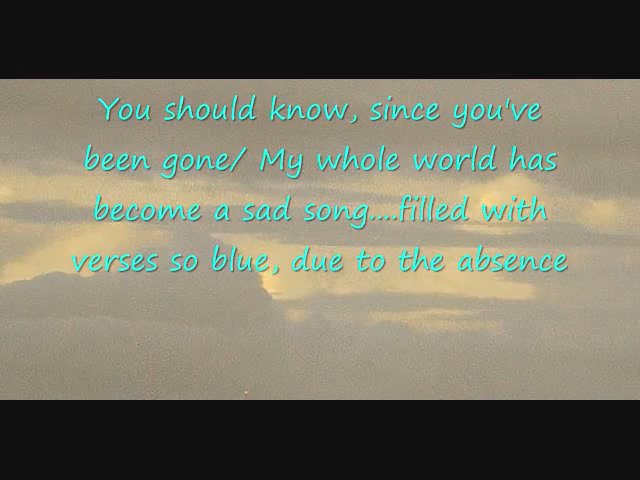 You should know, since you've
been gone/ My whole world has
become a sad song....filled with
verses so blue, due to the absence